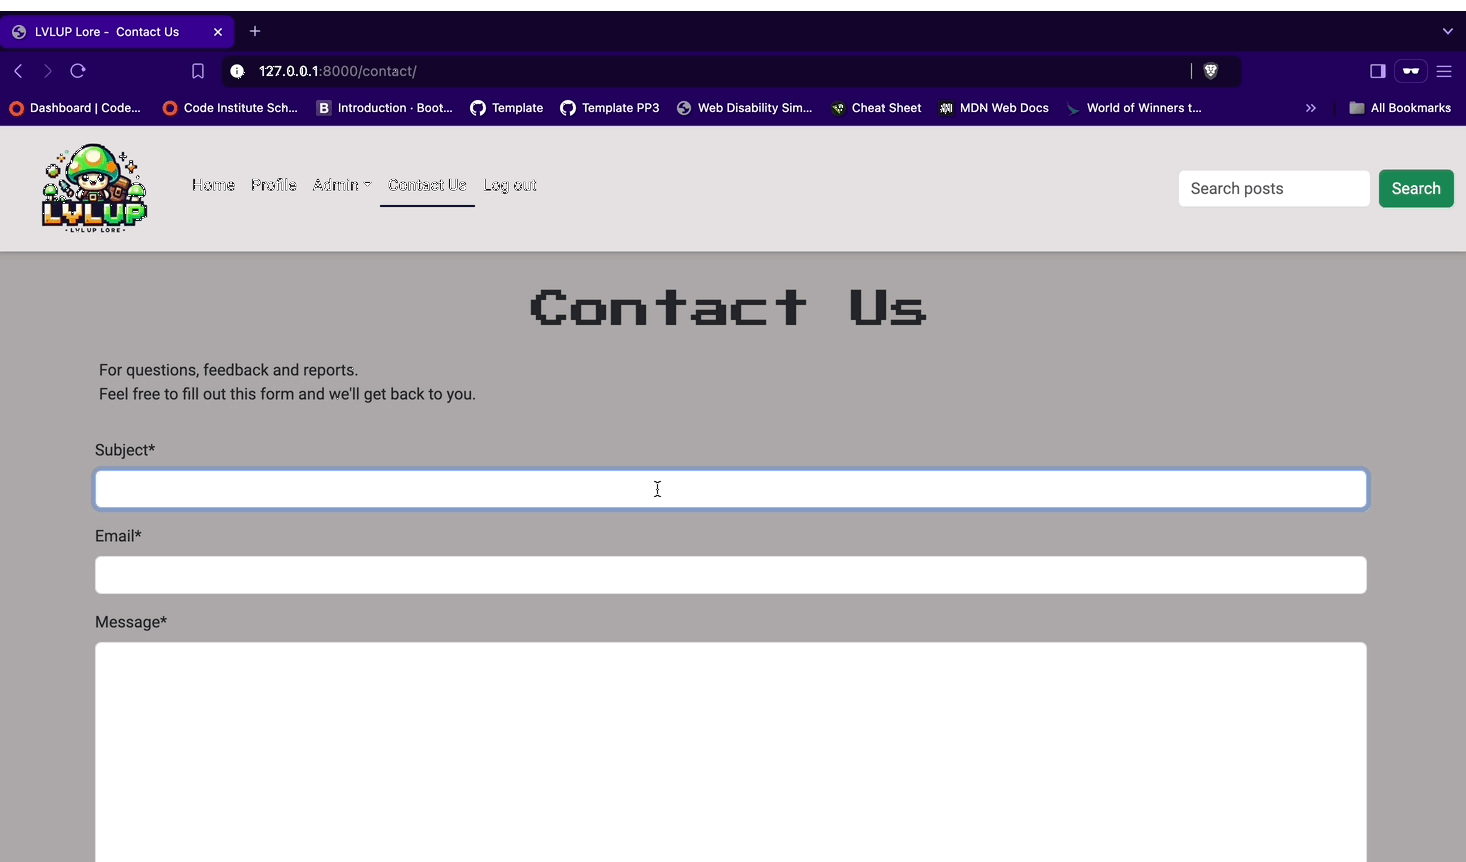 LVLUP Lore - Contact Us
127.0.0.1:8000/contact/
Dashboard | Code... Code Institute Sch... B Introduction · Boot... Template Template PP3 Web Disability Sim... Cheat Sheet MDN Web Docs World of Winners t... » All Bookmarks
LVLUP
- LVLUP LORE -
Home Profile Admin Contact Us Log out
Search posts Search
Contact Us
For questions, feedback and reports.
Feel free to fill out this form and we'll get back to you.
Subject*
Email*
Message*